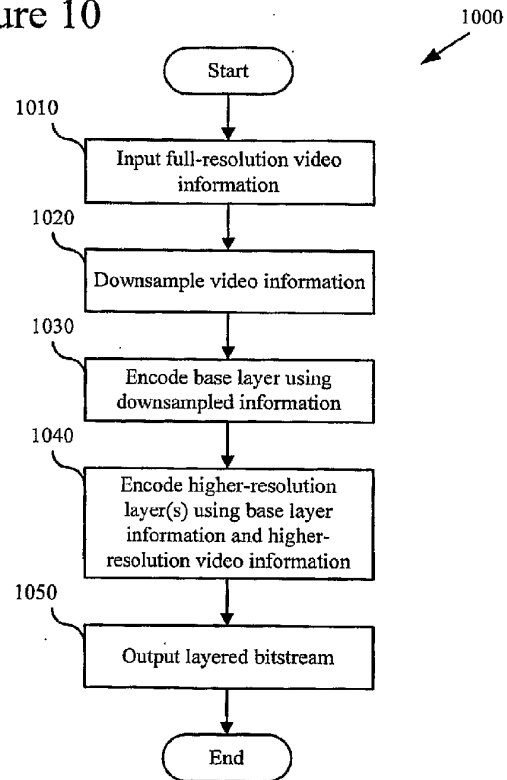 ure 10
1000
Start
1010
Input full-resolution video
information
1020
Downsample video information
1030
Encode base layer using
downsampled information
1040
Encode higher-resolution
layer(s) using base layer
information and higher-
resolution video information
1050
Output layered bitstream
End